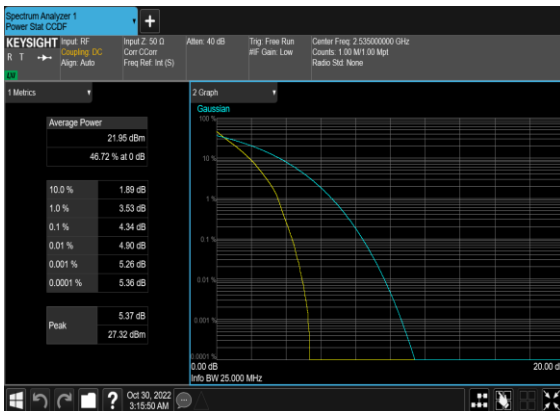 Spectrum Analyzer 1
Power Stat CCDF
+
KEYSIGHT
R T
LV
Input: RF
Coupling: DC
Align: Auto
Input Z: 50 Ω
Corr CCorr
Freq Ref: Int (S)
Atten: 40 dB
Trig: Free Run
#IF Gain: Low
Center Freq: 2.535000000 GHz
Counts: 1.00 M/1.00 Mpt
Radio Std: None
1 Metrics
Average Power
21.95 dBm
46.72 % at 0 dB
10.0 % 1.89 dB
1.0 % 3.53 dB
0.1 % 4.34 dB
0.01 % 4.90 dB
0.001 % 5.26 dB
0.0001 % 5.36 dB
Peak 5.37 dB
27.32 dBm
2 Graph
Gaussian
100 %
10 %
1 %
0.1 %
0.01 %
0.001 %
0.0001 %
0.00 dB 20.00 d
Info BW 25.000 MHz
?
Oct 30, 2022
3:15:50 AM